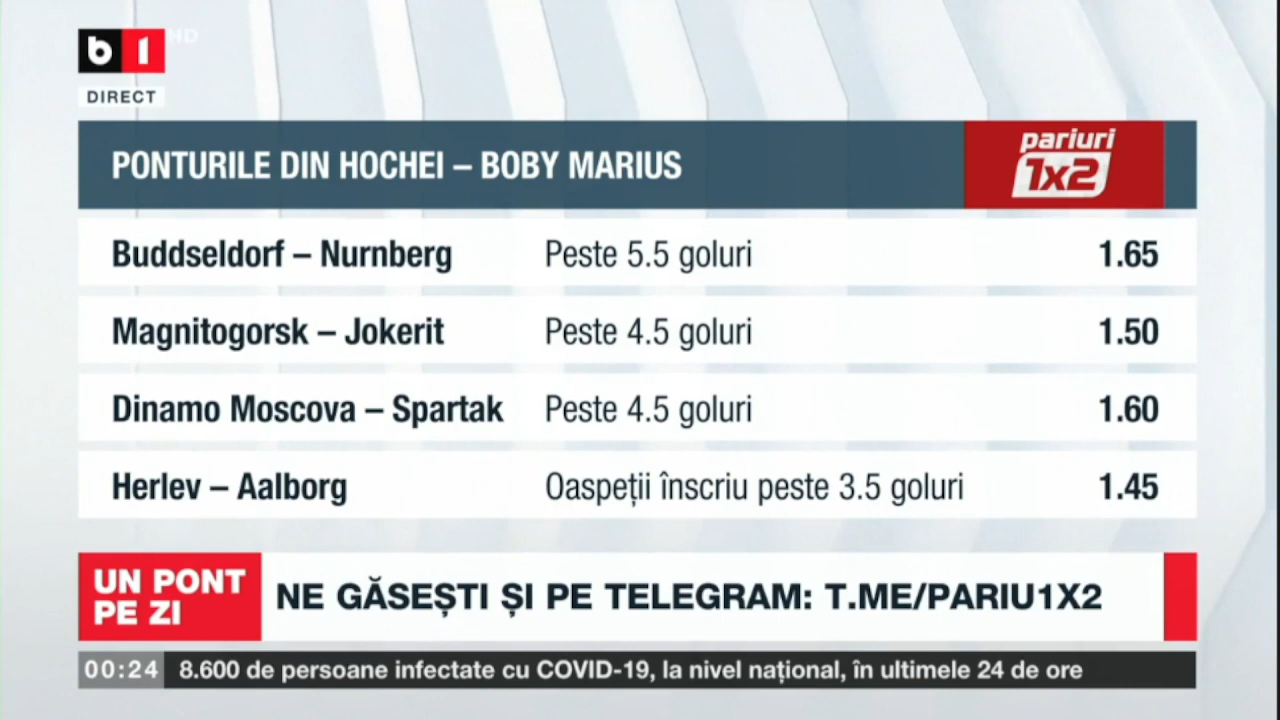 b 1 HD
DIRECT
PONTURILE DIN HOCHEI – BOBY MARIUS
pariuri
1x2
Buddseldorf – Nurnberg Peste 5.5 goluri 1.65
Magnitogorsk – Jokerit Peste 4.5 goluri 1.50
Dinamo Moscova – Spartak Peste 4.5 goluri 1.60
Herlev – Aalborg Oaspeții înscriu peste 3.5 goluri 1.45
UN PONT
PE ZI
NE GĂSEȘTI ȘI PE TELEGRAM: T.ME/PARIU1X2
00:24 8.600 de persoane infectate cu COVID-19, la nivel național, în ultimele 24 de ore